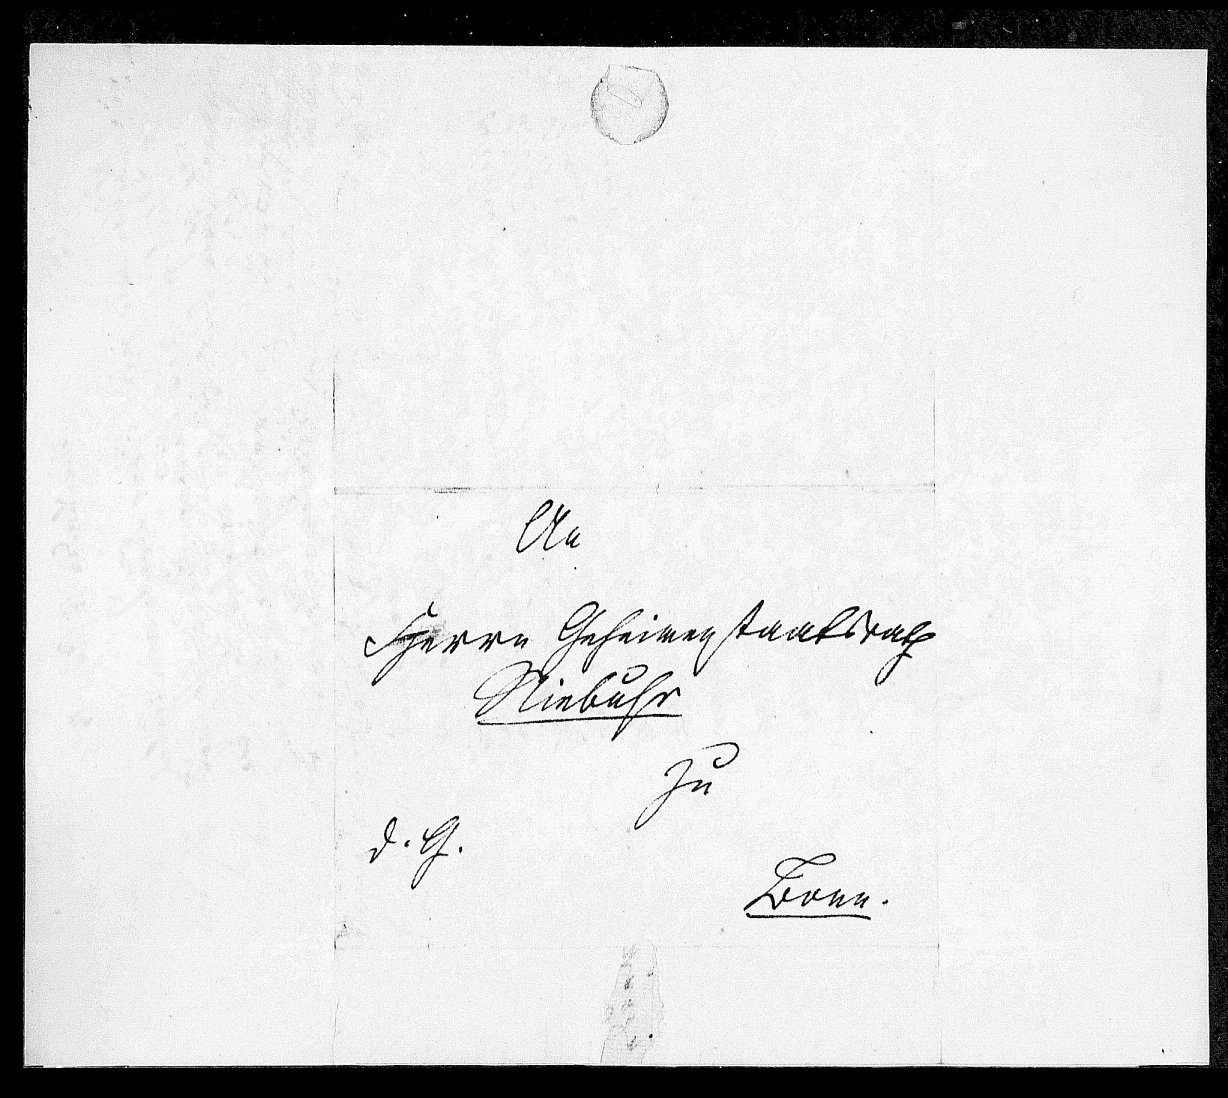 An
Herrn Geheimenstaatsrath
Niebuhr
zu
d. G.
Bonn.